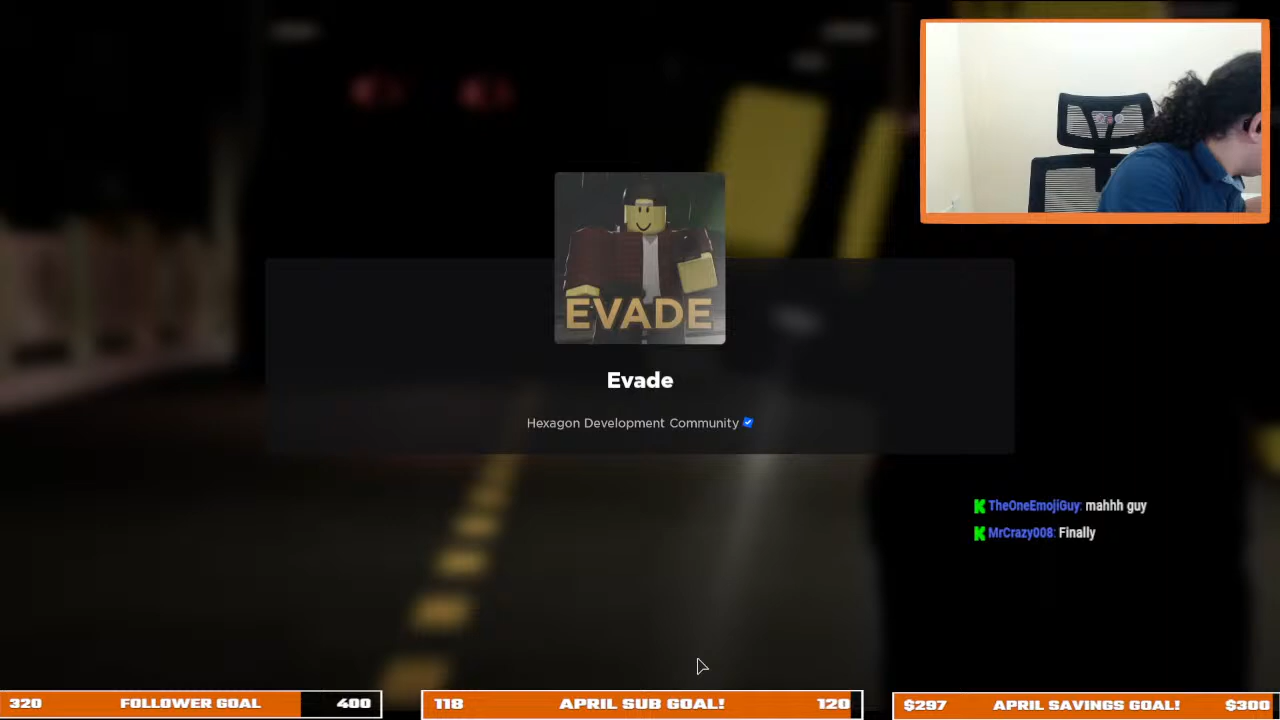 EVADE
Evade
Hexagon Development Community
TheOneEmojiGuy: mahhh guy
MrCrazy008: Finally
320 FOLLOWER GOAL 400
118 APRIL SUB GOAL! 120
$297 APRIL SAVINGS GOAL! $300